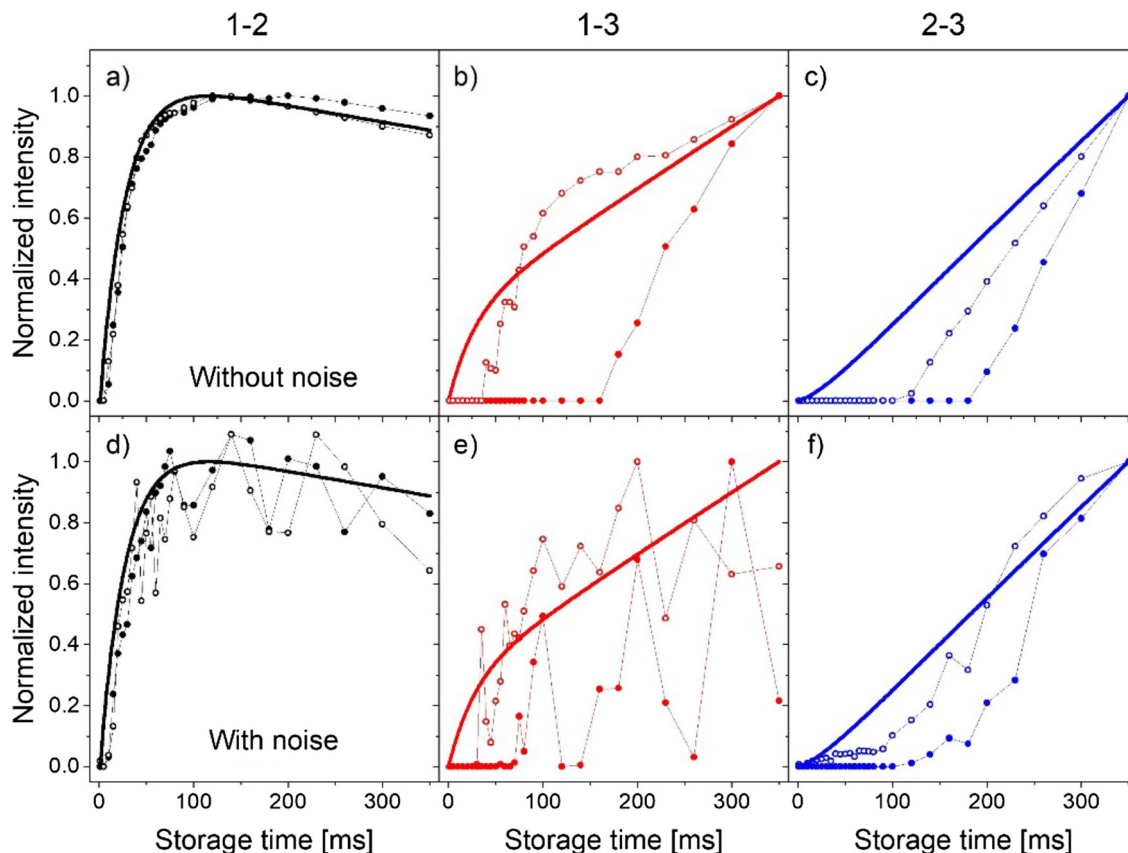 1-2 1-3 2-3
a) b) c)
Normalized intensity
1.0
0.8
0.6
0.4
0.2
0.0
Without noise
d) e) f)
Normalized intensity
1.0
0.8
0.6
0.4
0.2
0.0
With noise
0 100 200 300 0 100 200 300 0 100 200 300
Storage time [ms] Storage time [ms] Storage time [ms]